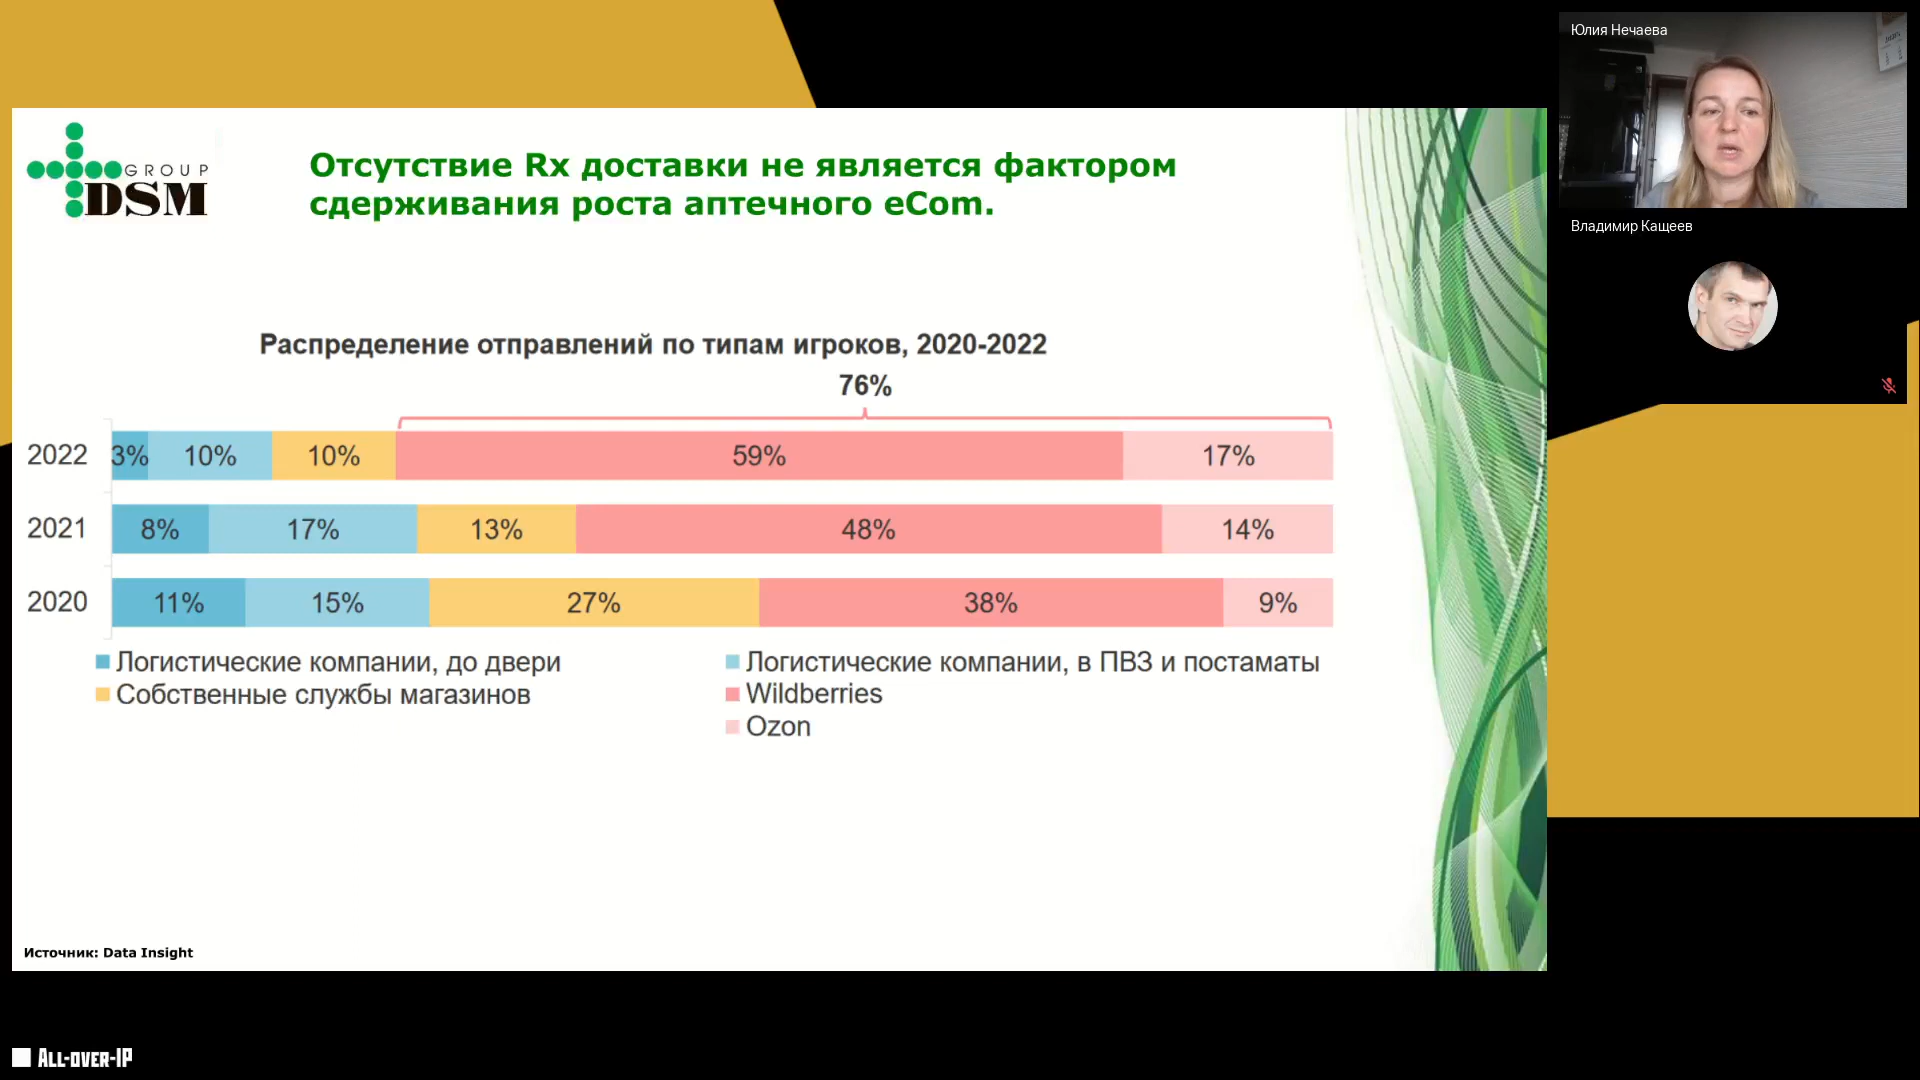 Юлия Нечаева
Владимир Кащеев
GROUP
DSM
Отсутствие Rx доставки не является фактором
сдерживания роста аптечного eCom.
Распределение отправлений по типам игроков, 2020-2022
76%
2022 3% 10% 10% 59% 17%
2021 8% 17% 13% 48% 14%
2020 11% 15% 27% 38% 9%
Логистические компании, до двери
Логистические компании, в ПВЗ и постаматы
Собственные службы магазинов
Wildberries
Ozon
Источник: Data Insight
ALL-OVER-IP